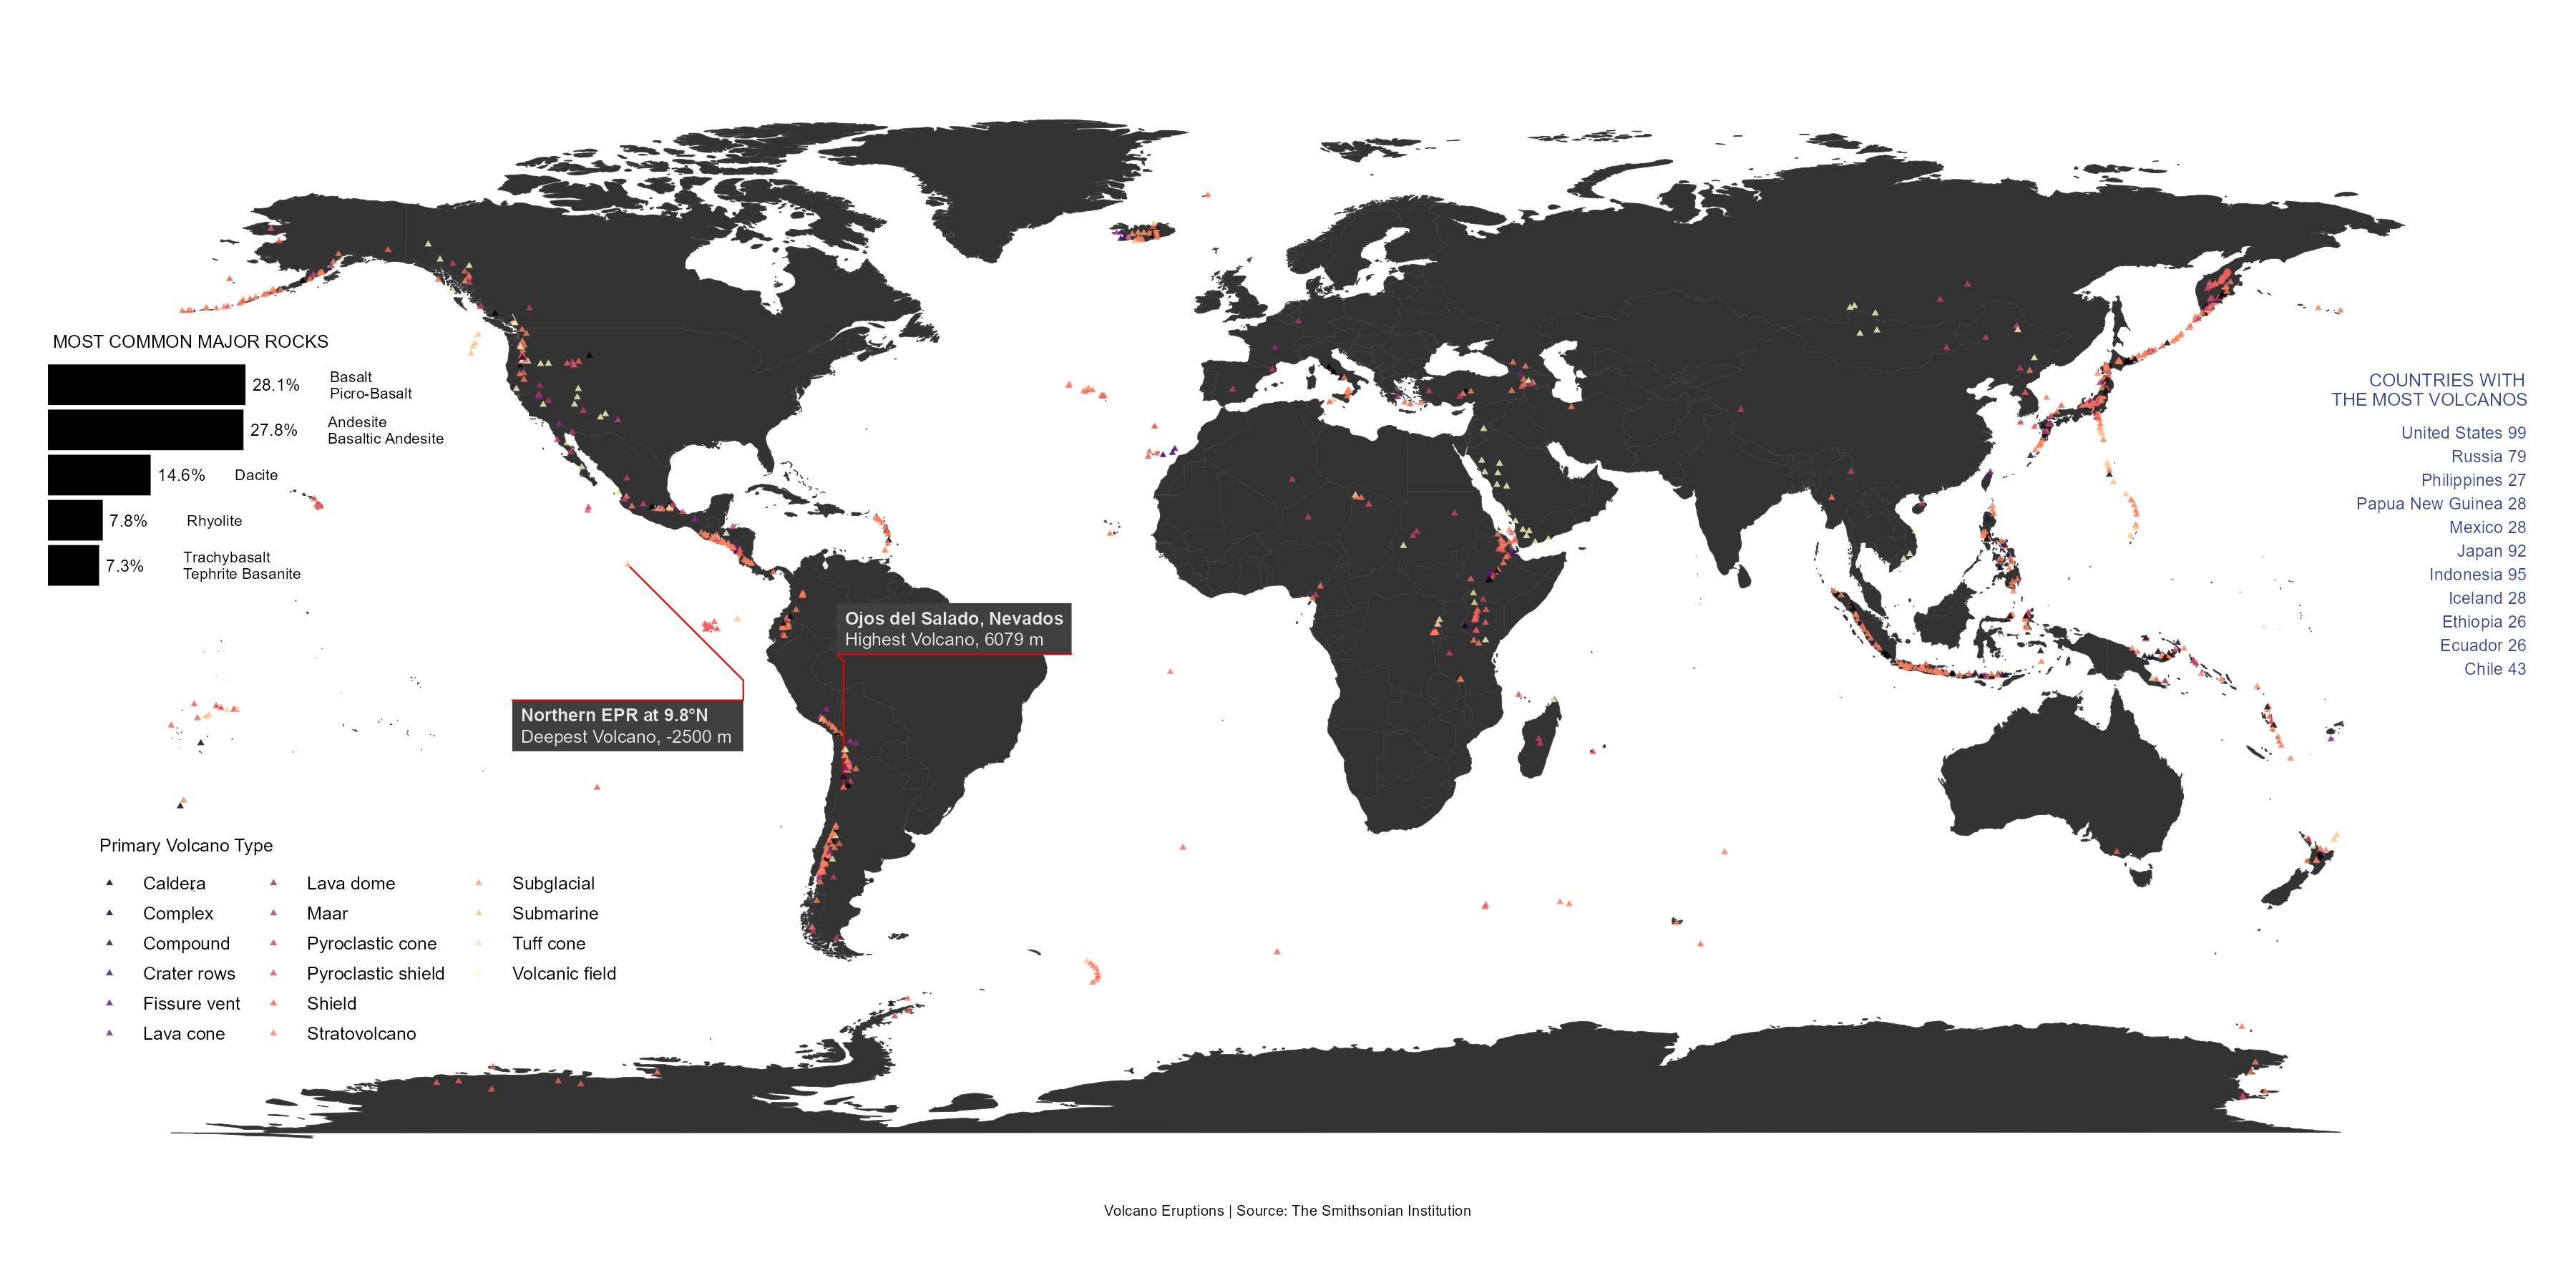 MOST COMMON MAJOR ROCKS
28.1%
Basalt
Picro-Basalt
27.8%
Andesite
Basaltic Andesite
14.6%
Dacite
7.8%
Rhyolite
7.3%
Trachybasalt
Tephrite Basanite
COUNTRIES WITH
THE MOST VOLCANOS
United States 99
Russia 79
Philippines 27
Papua New Guinea 28
Mexico 28
Japan 92
Indonesia 95
Iceland 28
Ethiopia 26
Ecuador 26
Chile 43
Ojos del Salado, Nevados
Highest Volcano, 6079 m
Northern EPR at 9.8°N
Deepest Volcano, -2500 m
Primary Volcano Type
Caldera
Complex
Compound
Crater rows
Fissure vent
Lava cone
Lava dome
Maar
Pyroclastic cone
Pyroclastic shield
Shield
Stratovolcano
Subglacial
Submarine
Tuff cone
Volcanic field
Volcano Eruptions | Source: The Smithsonian Institution